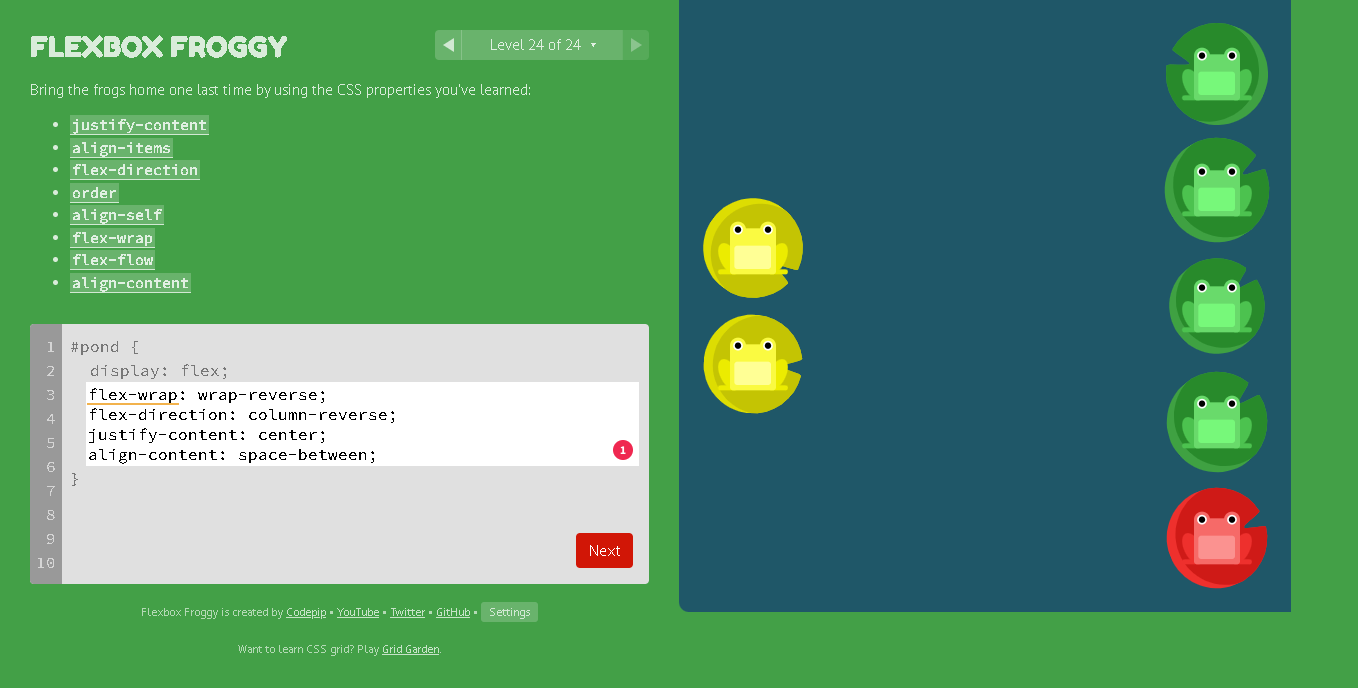 FLEXBOX FROGGY
◀ Level 24 of 24 ▾ ▶
Bring the frogs home one last time by using the CSS properties you've learned:
• justify-content
• align-items
• flex-direction
• order
• align-self
• flex-wrap
• flex-flow
• align-content
1 #pond {
2 display: flex;
3 flex-wrap: wrap-reverse;
4 flex-direction: column-reverse;
5 justify-content: center;
6 align-content: space-between;
1
7 }
8
9
10
Next
Flexbox Froggy is created by Codepip • YouTube • Twitter • GitHub • Settings
Want to learn CSS grid? Play Grid Garden.